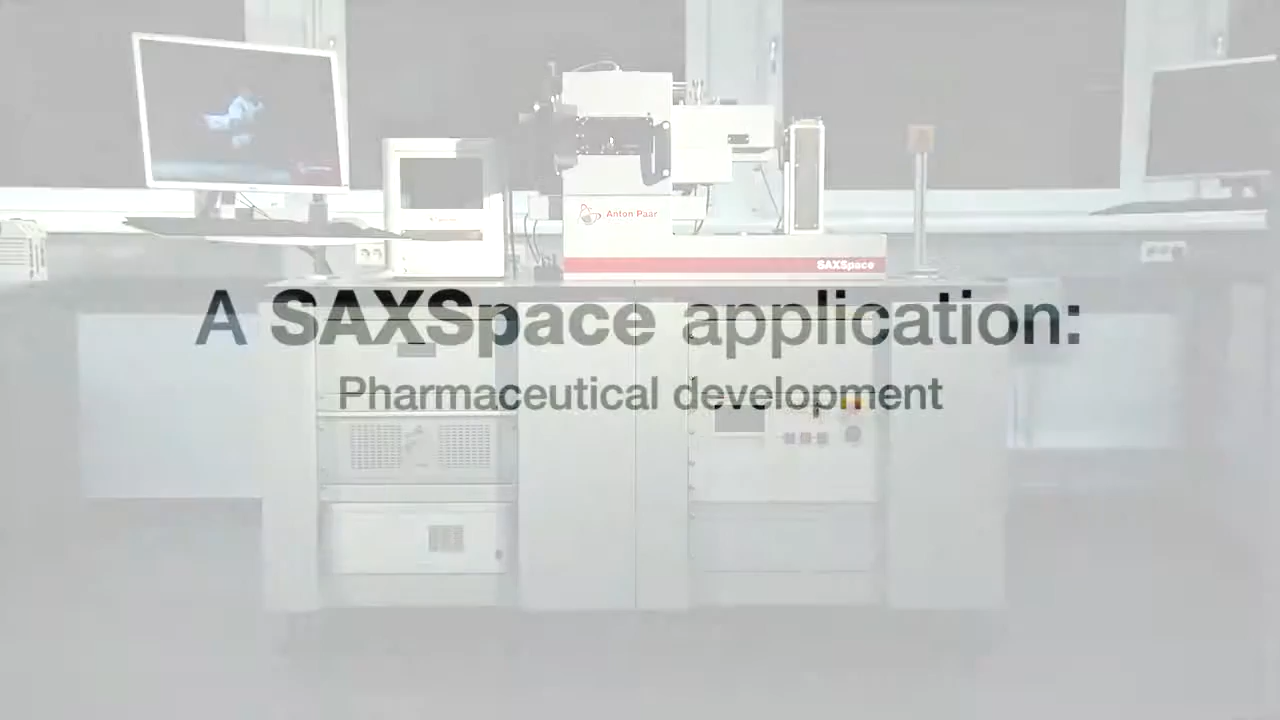 Anton Paar
SAXSpace
A SAXSpace application:
Pharmaceutical development